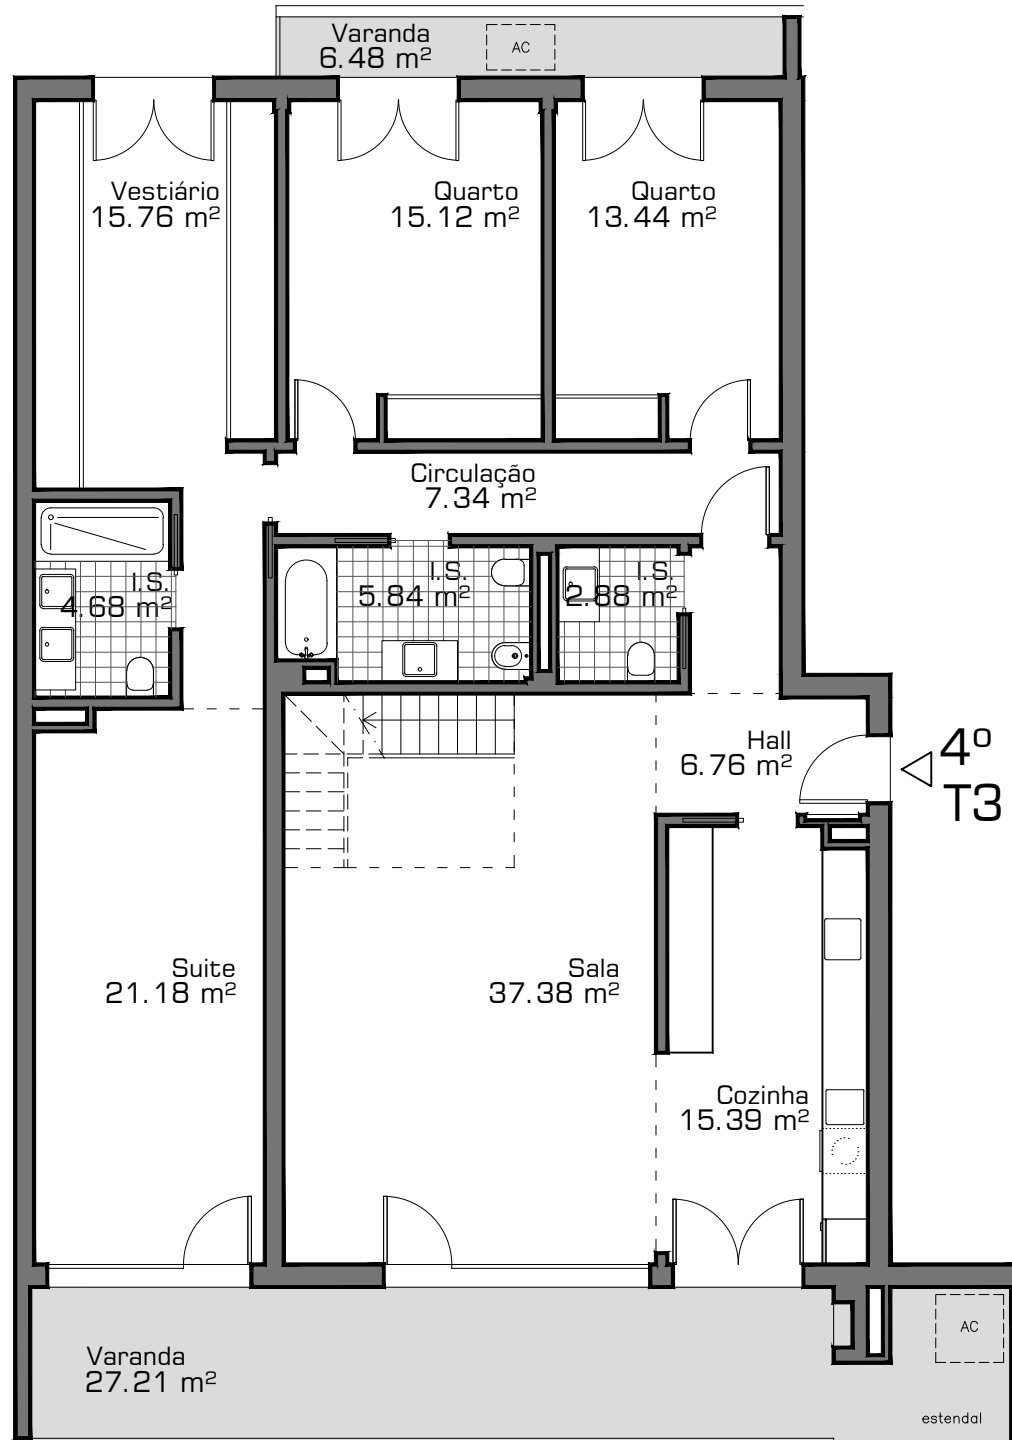 Varanda
6.48 m²
AC
Vestiário
15.76 m²
Quarto
15.12 m²
Quarto
13.44 m²
Circulação
7.34 m²
I.S.
4.68 m²
I.S.
5.84 m²
I.S.
2.88 m²
Hall
6.76 m²
4º
T3
Suite
21.18 m²
Sala
37.38 m²
Cozinha
15.39 m²
Varanda
27.21 m²
AC
estendal